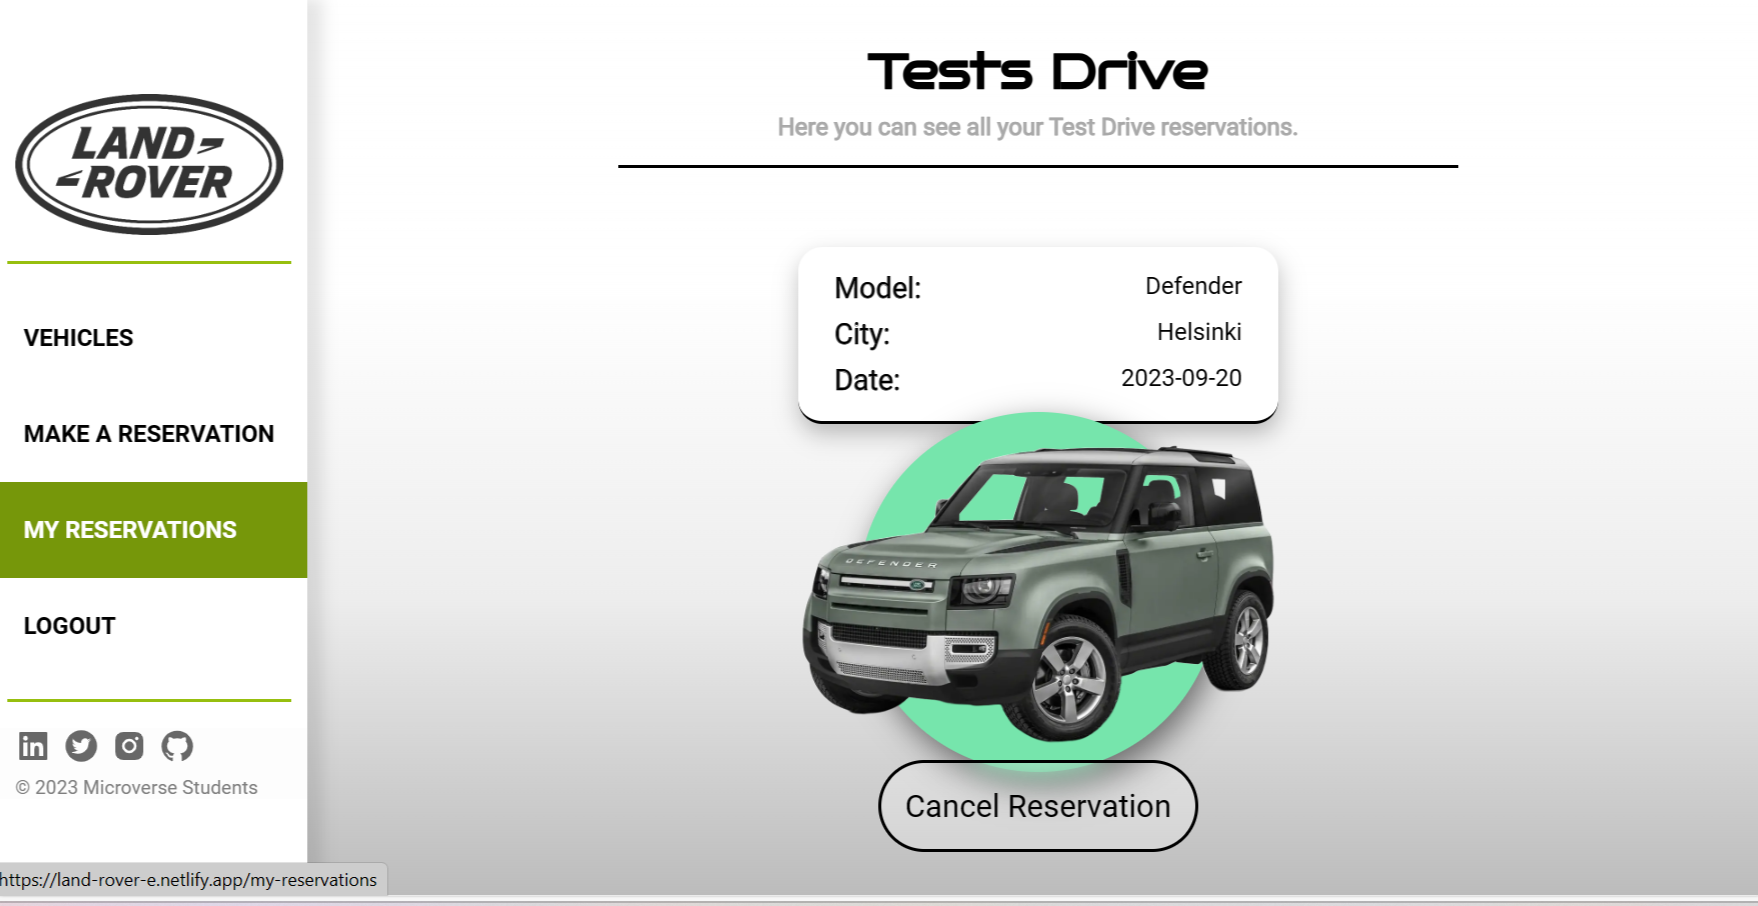 LAND
ROVER
VEHICLES
MAKE A RESERVATION
MY RESERVATIONS
LOGOUT
© 2023 Microverse Students
https://land-rover-e.netlify.app/my-reservations
Tests Drive
Here you can see all your Test Drive reservations.
Model: Defender
City: Helsinki
Date: 2023-09-20
DEFENDER
Cancel Reservation